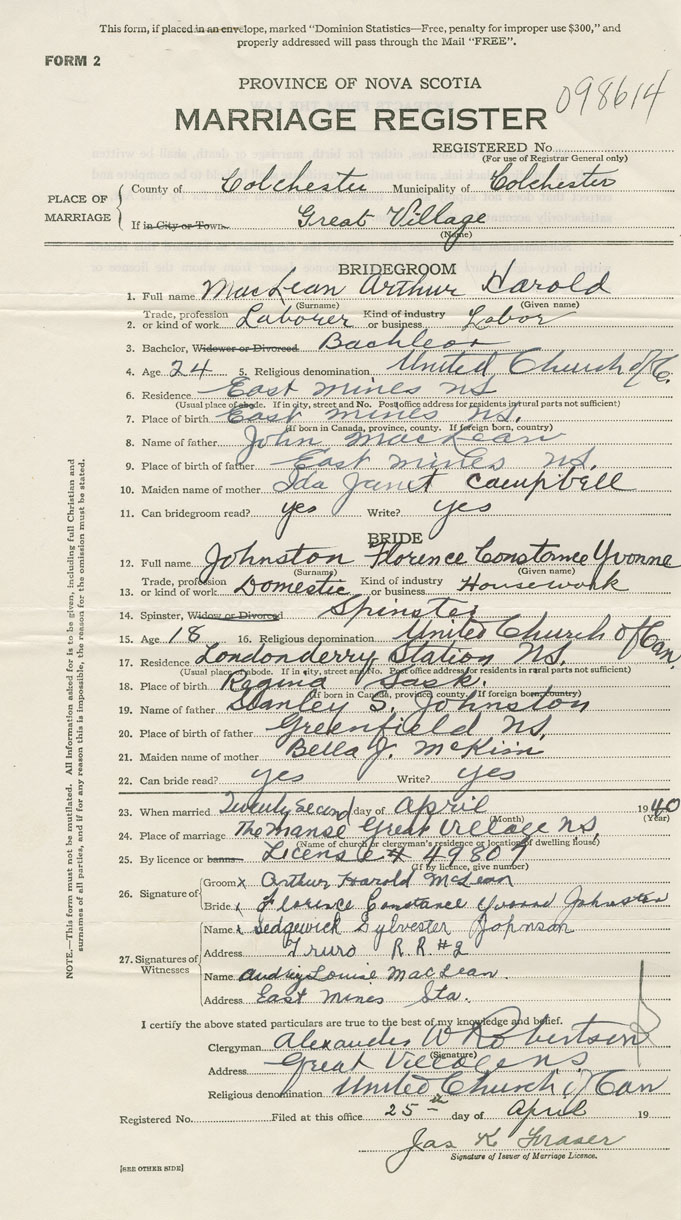 This form, if placed in an envelope, marked "Dominion Statistics—Free, penalty for improper use $300," and
properly addressed will pass through the Mail "FREE".
FORM 2
PROVINCE OF NOVA SCOTIA
MARRIAGE REGISTER
098614
REGISTERED No.
(For use of Registrar General only)
PLACE OF MARRIAGE
County of Colchester Municipality of Colchester
If in City or Town Great Village
(Name)
BRIDEGROOM
1. Full name MacLean Arthur Harold
(Surname) (Given name)
2. Trade, profession or kind of work Laborer Kind of industry or business Labor
3. Bachelor, Widower or Divorced Bachleor
4. Age 24 5. Religious denomination United Church of C.
6. Residence East Mines NS
(Usual place of abode. If in city, street and No. Post office address for residents in rural parts not sufficient)
7. Place of birth East Mines NS.
(If born in Canada, province, county. If foreign born, country)
8. Name of father John MacLean
9. Place of birth of father East Mines NS.
10. Maiden name of mother Ida Janet Campbell
11. Can bridegroom read? yes Write? yes
BRIDE
12. Full name Johnston Florence Constance Yvonne
(Surname) (Given name)
13. Trade, profession or kind of work Domestic Kind of industry or business Housework
14. Spinster, Widow or Divorced Spinster
15. Age 18 16. Religious denomination United Church of Can.
17. Residence Londonderry Station NS.
(Usual place of abode. If in city, street and No. Post office address for residents in rural parts not sufficient)
18. Place of birth Regina Sask.
(If born in Canada, province, county. If foreign born, country)
19. Name of father Stanley S. Johnston
20. Place of birth of father Greenfield NS.
21. Maiden name of mother Bella J. McKim
22. Can bride read? yes Write? yes
23. When married Twenty Second day of April 1940
(Month) (Year)
24. Place of marriage The Manse Great Village N.S.
(Name of church or clergyman's residence or location of dwelling house)
25. By licence or banns License # 49807
(If by licence, give number)
26. Signature of
Groom x Arthur Harold McLean
Bride x Florence Constance Yvonne Johnston
27. Signatures of Witnesses
Name x Sedgewick Sylvester Johnson
Address Truro R.R.#2
Name Audrey Louise MacLean.
Address East Mines Sta.
I certify the above stated particulars are true to the best of my knowledge and belief.
Clergyman Alexander W Robertson
(Signature)
Address Great Village NS
Religious denomination United Church of Can
Registered No. Filed at this office 25th day of April 19
Jas K Fraser
Signature of Issuer of Marriage Licence.
[SEE OTHER SIDE]
NOTE.—This form must not be mutilated. All information asked for is to be given, including full Christian and
surnames of all parties, and if for any reason this is impossible, the reason for the omission must be stated.